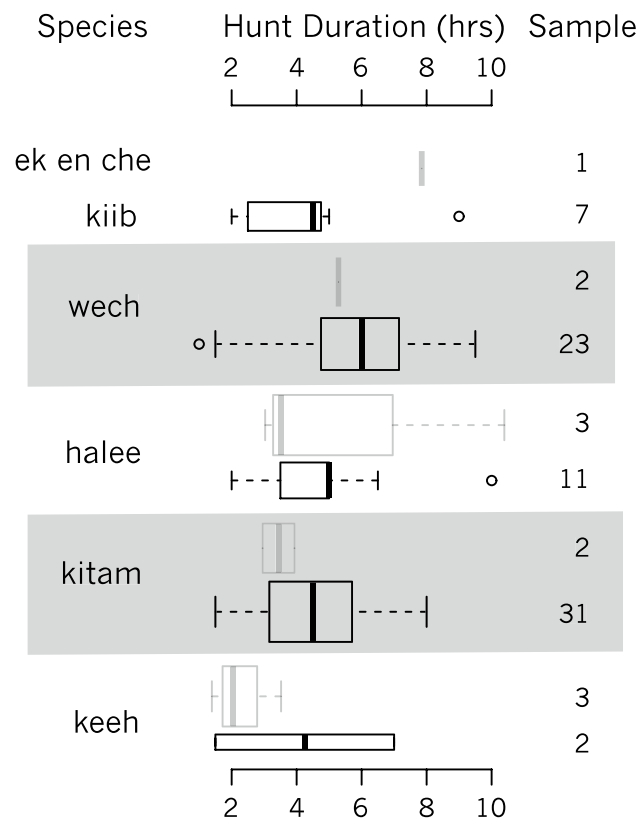 Species Hunt Duration (hrs) Sample
2 4 6 8 10
ek en che 1
kiib 7
wech 2
23
halee 3
11
kitam 2
31
keeh 3
2
2 4 6 8 10